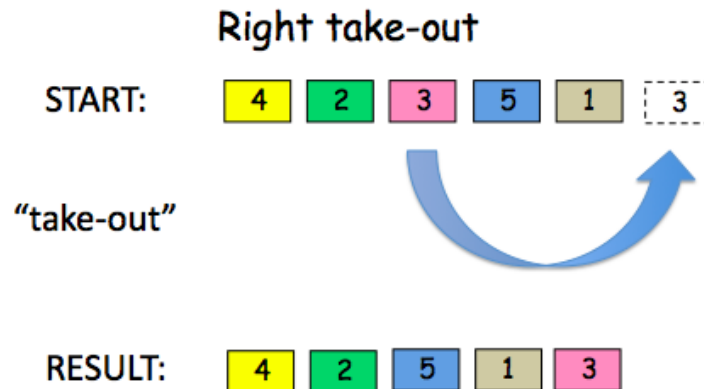 Right take-out
START: 4 2 3 5 1 3
“take-out”
RESULT: 4 2 5 1 3